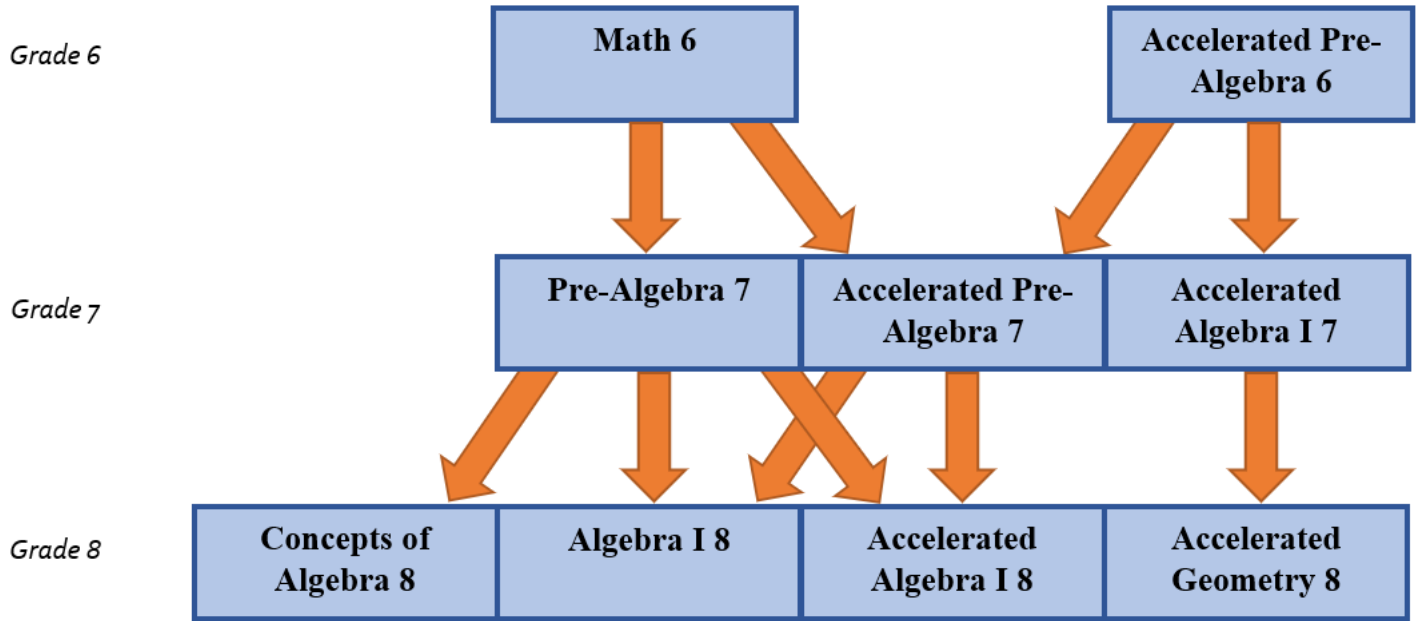 Grade 6
Math 6
Accelerated Pre-
Algebra 6
Grade 7
Pre-Algebra 7
Accelerated Pre-
Algebra 7
Accelerated
Algebra I 7
Grade 8
Concepts of
Algebra 8
Algebra I 8
Accelerated
Algebra I 8
Accelerated
Geometry 8